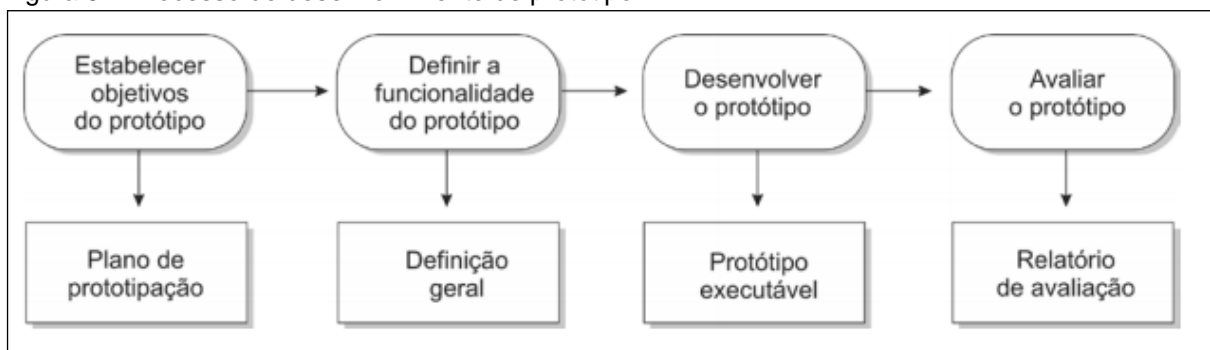 Estabelecer
objetivos
do protótipo
Definir a
funcionalidade
do protótipo
Desenvolver
o protótipo
Avaliar
o protótipo
Plano de
prototipação
Definição
geral
Protótipo
executável
Relatório
de avaliação